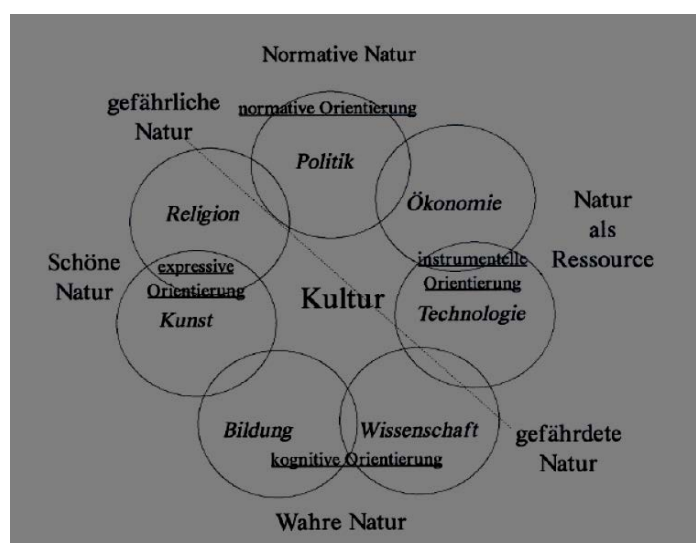 Normative Natur
gefährliche
Natur
normative Orientierung
Politik
Religion
Ökonomie
Natur
als
Ressource
Schöne
Natur
expressive
Orientierung
Kunst
Kultur
instrumentelle
Orientierung
Technologie
Bildung
Wissenschaft
kognitive Orientierung
gefährdete
Natur
Wahre Natur